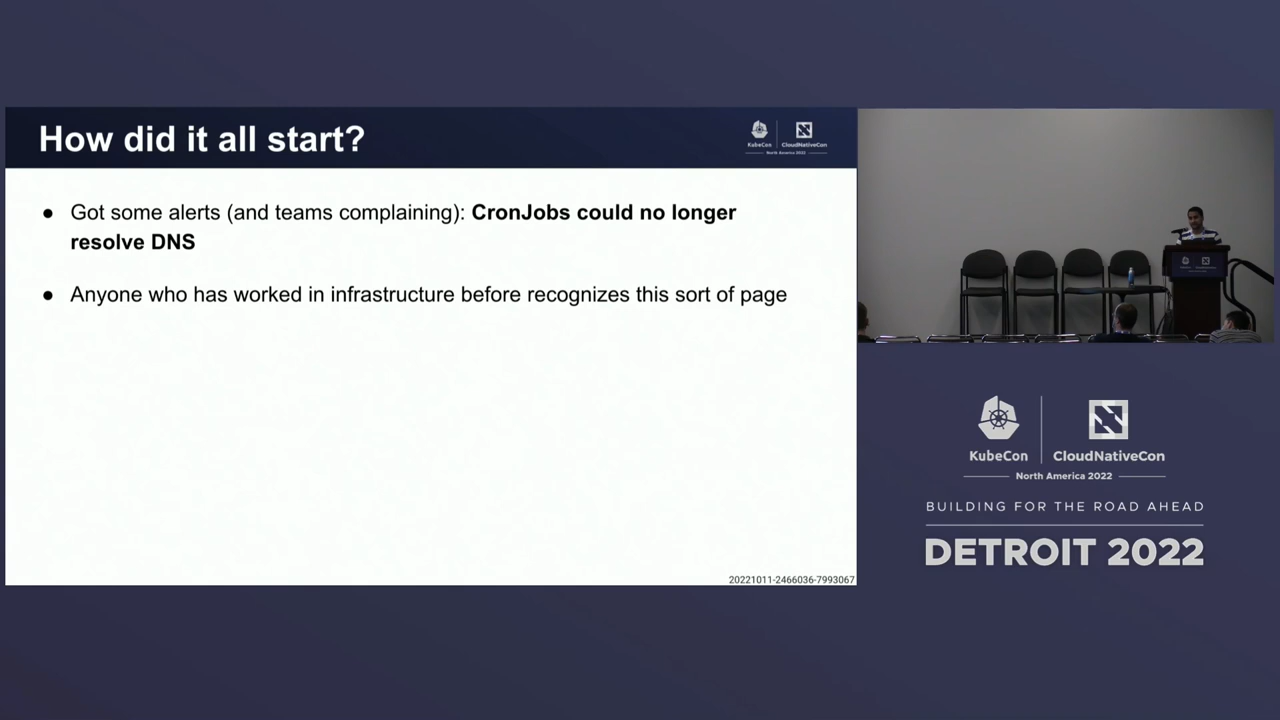 How did it all start?
KubeCon
CloudNativeCon
North America 2022
● Got some alerts (and teams complaining): CronJobs could no longer
resolve DNS
● Anyone who has worked in infrastructure before recognizes this sort of page
20221011-2466036-7993067
KubeCon
CloudNativeCon
North America 2022
BUILDING FOR THE ROAD AHEAD
DETROIT 2022